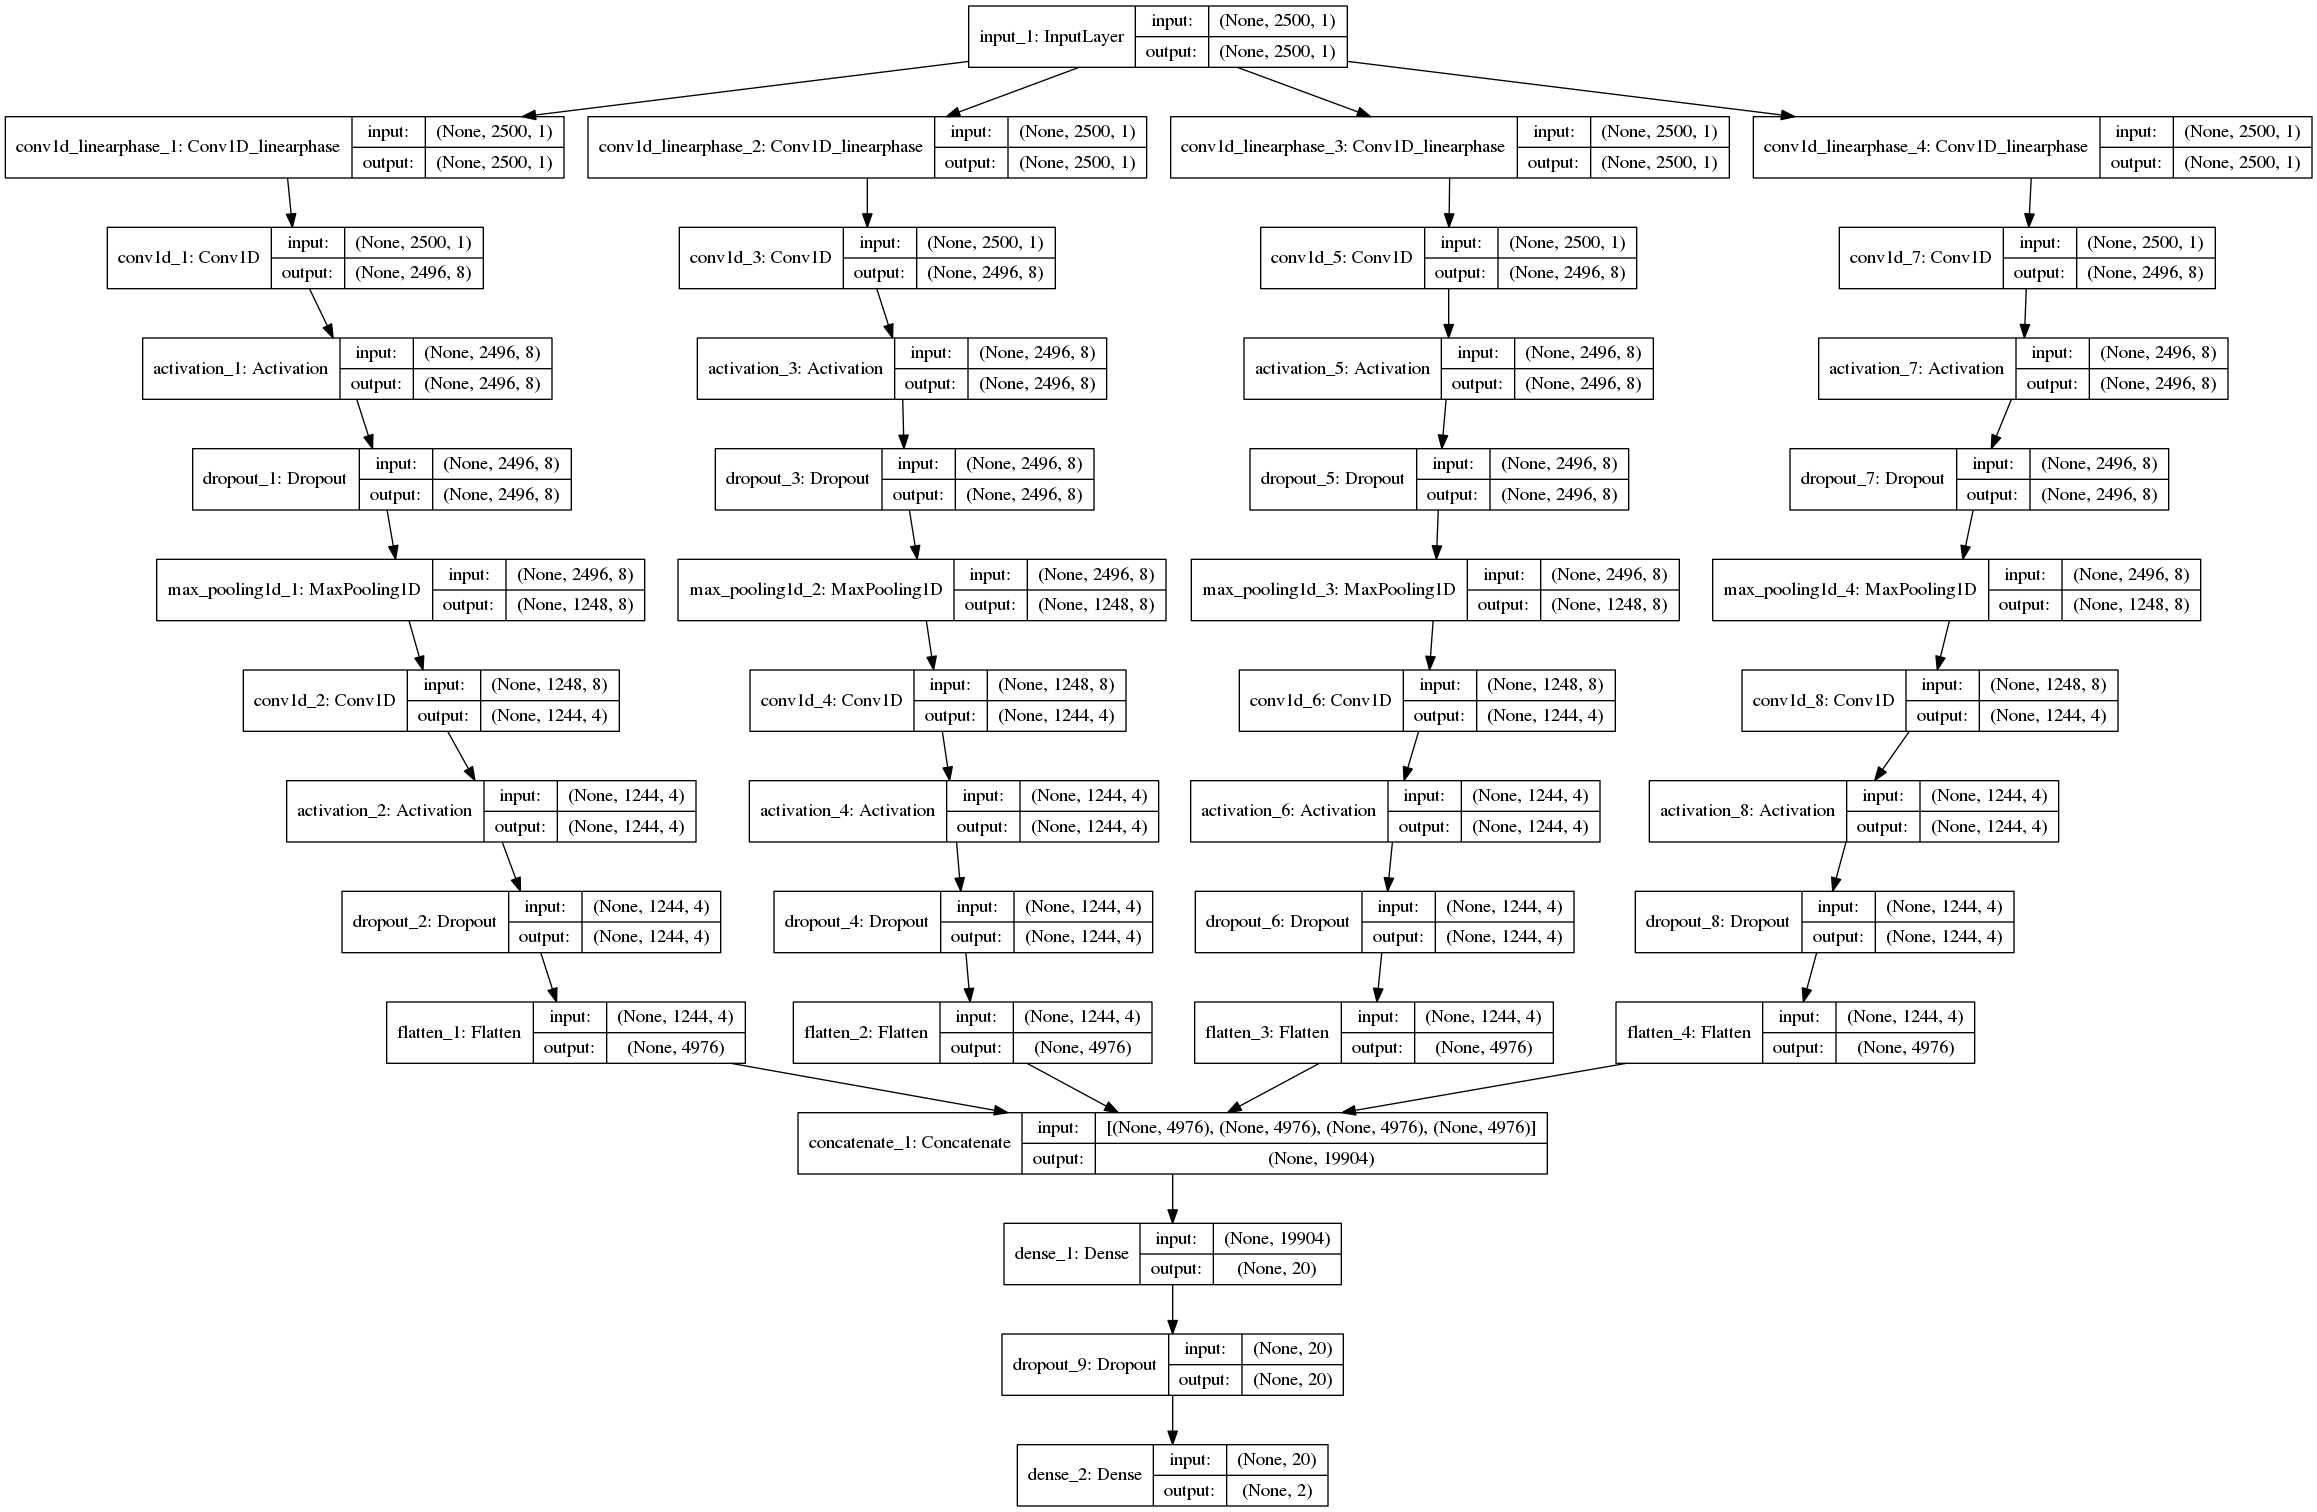 input_1: InputLayer
input: (None, 2500, 1)
output: (None, 2500, 1)
conv1d_linearphase_1: Conv1D_linearphase
input: (None, 2500, 1)
output: (None, 2500, 1)
conv1d_linearphase_2: Conv1D_linearphase
input: (None, 2500, 1)
output: (None, 2500, 1)
conv1d_linearphase_3: Conv1D_linearphase
input: (None, 2500, 1)
output: (None, 2500, 1)
conv1d_linearphase_4: Conv1D_linearphase
input: (None, 2500, 1)
output: (None, 2500, 1)
conv1d_1: Conv1D
input: (None, 2500, 1)
output: (None, 2496, 8)
conv1d_3: Conv1D
input: (None, 2500, 1)
output: (None, 2496, 8)
conv1d_5: Conv1D
input: (None, 2500, 1)
output: (None, 2496, 8)
conv1d_7: Conv1D
input: (None, 2500, 1)
output: (None, 2496, 8)
activation_1: Activation
input: (None, 2496, 8)
output: (None, 2496, 8)
activation_3: Activation
input: (None, 2496, 8)
output: (None, 2496, 8)
activation_5: Activation
input: (None, 2496, 8)
output: (None, 2496, 8)
activation_7: Activation
input: (None, 2496, 8)
output: (None, 2496, 8)
dropout_1: Dropout
input: (None, 2496, 8)
output: (None, 2496, 8)
dropout_3: Dropout
input: (None, 2496, 8)
output: (None, 2496, 8)
dropout_5: Dropout
input: (None, 2496, 8)
output: (None, 2496, 8)
dropout_7: Dropout
input: (None, 2496, 8)
output: (None, 2496, 8)
max_pooling1d_1: MaxPooling1D
input: (None, 2496, 8)
output: (None, 1248, 8)
max_pooling1d_2: MaxPooling1D
input: (None, 2496, 8)
output: (None, 1248, 8)
max_pooling1d_3: MaxPooling1D
input: (None, 2496, 8)
output: (None, 1248, 8)
max_pooling1d_4: MaxPooling1D
input: (None, 2496, 8)
output: (None, 1248, 8)
conv1d_2: Conv1D
input: (None, 1248, 8)
output: (None, 1244, 4)
conv1d_4: Conv1D
input: (None, 1248, 8)
output: (None, 1244, 4)
conv1d_6: Conv1D
input: (None, 1248, 8)
output: (None, 1244, 4)
conv1d_8: Conv1D
input: (None, 1248, 8)
output: (None, 1244, 4)
activation_2: Activation
input: (None, 1244, 4)
output: (None, 1244, 4)
activation_4: Activation
input: (None, 1244, 4)
output: (None, 1244, 4)
activation_6: Activation
input: (None, 1244, 4)
output: (None, 1244, 4)
activation_8: Activation
input: (None, 1244, 4)
output: (None, 1244, 4)
dropout_2: Dropout
input: (None, 1244, 4)
output: (None, 1244, 4)
dropout_4: Dropout
input: (None, 1244, 4)
output: (None, 1244, 4)
dropout_6: Dropout
input: (None, 1244, 4)
output: (None, 1244, 4)
dropout_8: Dropout
input: (None, 1244, 4)
output: (None, 1244, 4)
flatten_1: Flatten
input: (None, 1244, 4)
output: (None, 4976)
flatten_2: Flatten
input: (None, 1244, 4)
output: (None, 4976)
flatten_3: Flatten
input: (None, 1244, 4)
output: (None, 4976)
flatten_4: Flatten
input: (None, 1244, 4)
output: (None, 4976)
concatenate_1: Concatenate
input: [(None, 4976), (None, 4976), (None, 4976), (None, 4976)]
output: (None, 19904)
dense_1: Dense
input: (None, 19904)
output: (None, 20)
dropout_9: Dropout
input: (None, 20)
output: (None, 20)
dense_2: Dense
input: (None, 20)
output: (None, 2)